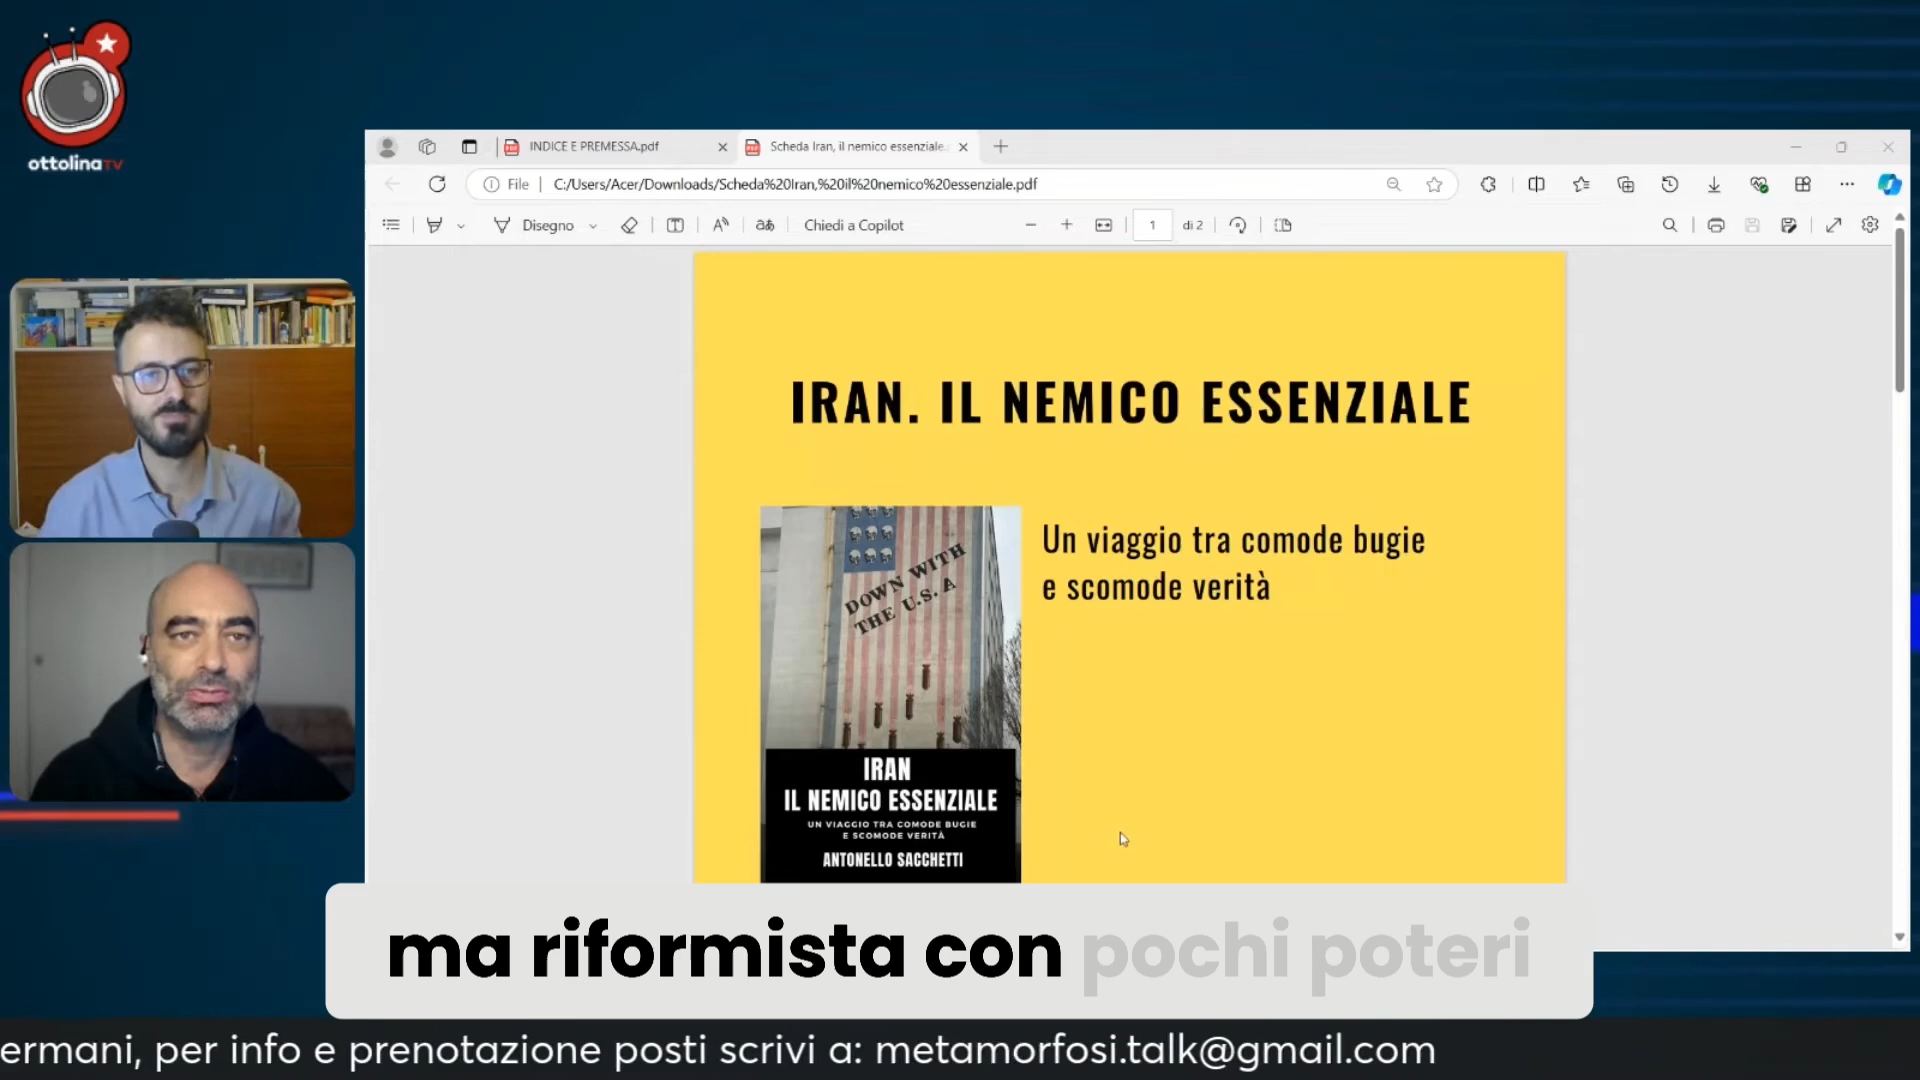 ottolinaTV
INDICE E PREMESSA.pdf
Scheda Iran, il nemico essenziale.
File
C:/Users/Acer/Downloads/Scheda%20Iran,%20il%20nemico%20essenziale.pdf
Disegno
Chiedi a Copilot
1
di 2
IRAN. IL NEMICO ESSENZIALE
Un viaggio tra comode bugie
e scomode verità
DOWN WITH
THE U.S.A
IRAN
IL NEMICO ESSENZIALE
UN VIAGGIO TRA COMODE BUGIE
E SCOMODE VERITÀ
ANTONELLO SACCHETTI
ma riformista con pochi poteri
ermani, per info e prenotazione posti scrivi a: metamorfosi.talk@gmail.com